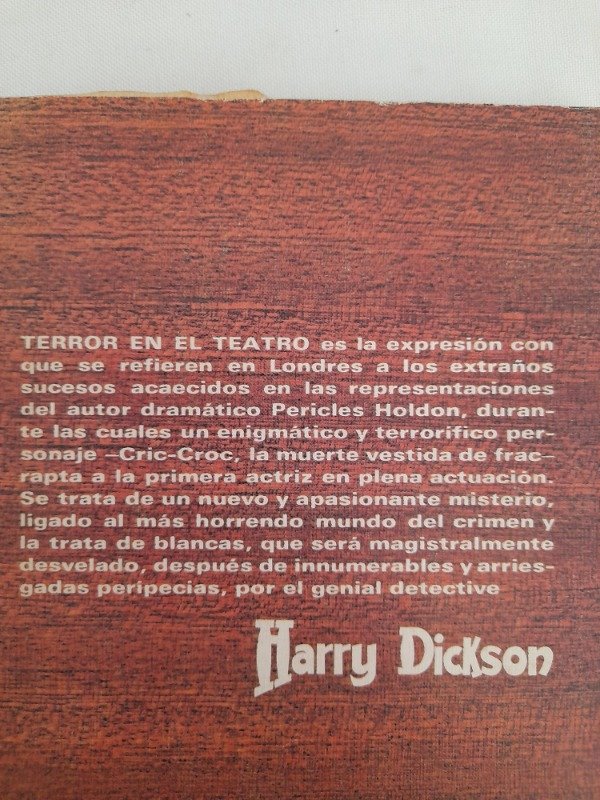 TERROR EN EL TEATRO es la expresión con
que se refieren en Londres a los extraños
sucesos acaecidos en las representaciones
del autor dramático Pericles Holdon, duran-
te las cuales un enigmático y terrorífico per-
sonaje –Cric-Croc, la muerte vestida de frac–
rapta a la primera actriz en plena actuación.
Se trata de un nuevo y apasionante misterio,
ligado al más horrendo mundo del crimen y
la trata de blancas, que será magistralmente
desvelado, después de innumerables y arries-
gadas peripecias, por el genial detective
Harry Dickson